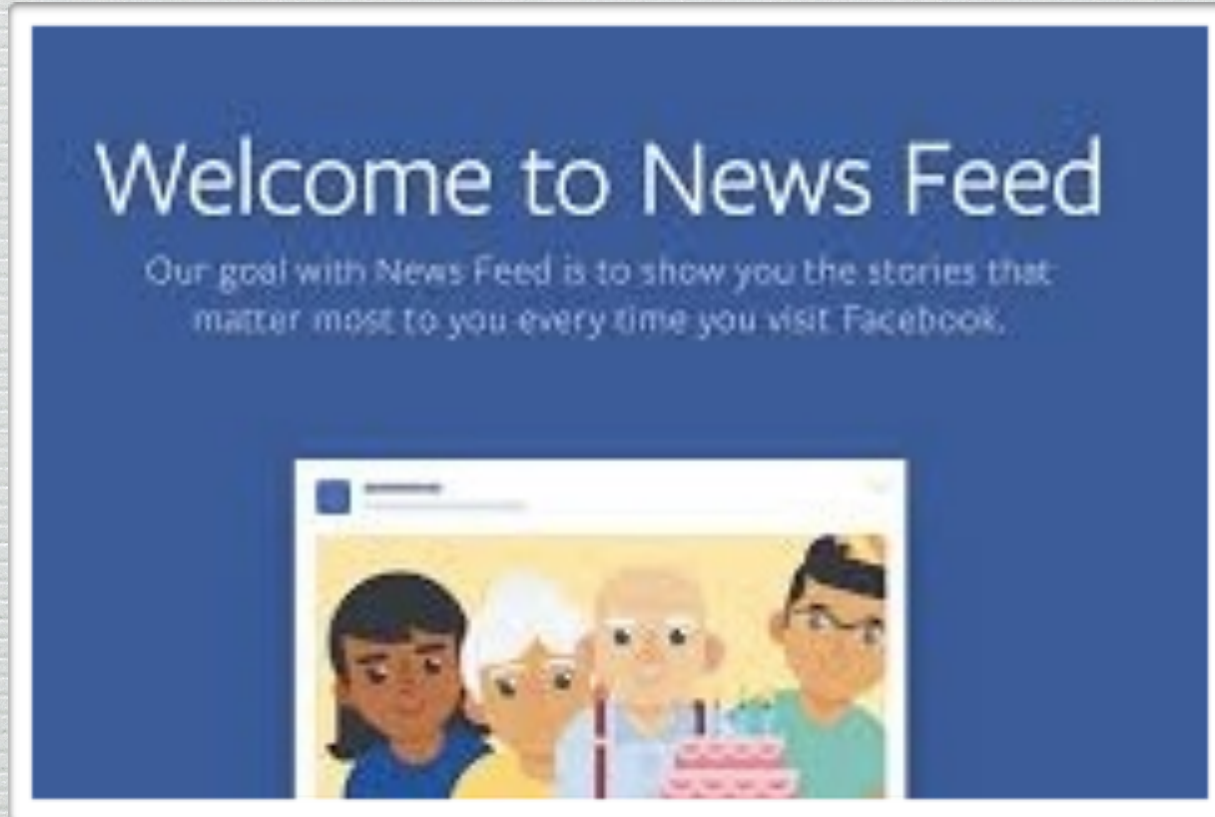 Welcome to News Feed
Our goal with News Feed is to show you the stories that
matter most to you every time you visit Facebook.